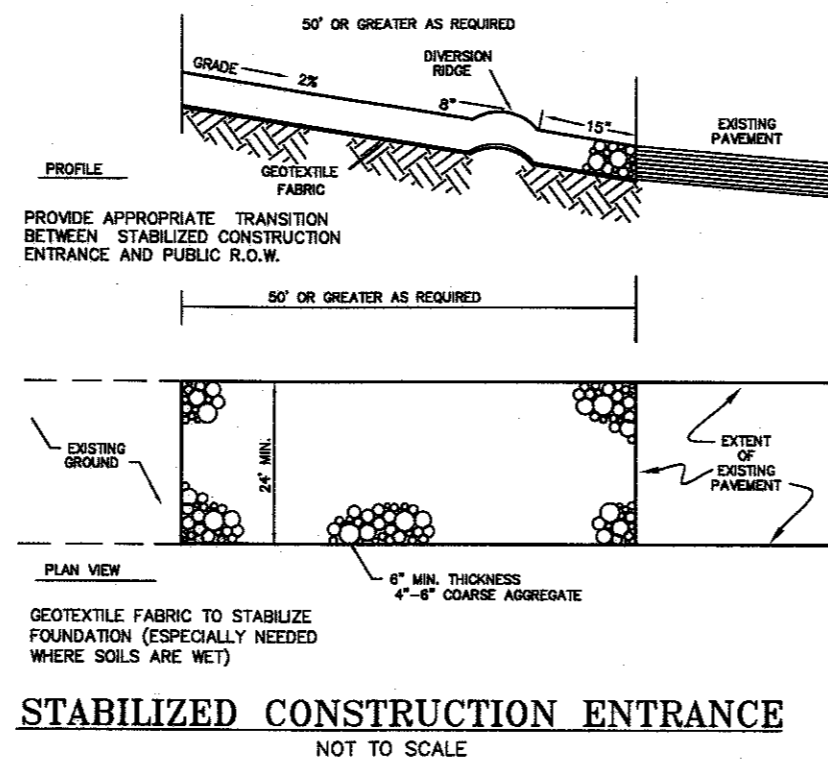 50' OR GREATER AS REQUIRED
DIVERSION
RIDGE
GRADE
2%
8"
15"
EXISTING
PAVEMENT
GEOTEXTILE
FABRIC
PROFILE
PROVIDE APPROPRIATE TRANSITION
BETWEEN STABILIZED CONSTRUCTION
ENTRANCE AND PUBLIC R.O.W.
50' OR GREATER AS REQUIRED
EXISTING
GROUND
24' MIN.
EXTENT
OF
EXISTING
PAVEMENT
PLAN VIEW
6" MIN. THICKNESS
4"-6" COARSE AGGREGATE
GEOTEXTILE FABRIC TO STABILIZE
FOUNDATION (ESPECIALLY NEEDED
WHERE SOILS ARE WET)
STABILIZED CONSTRUCTION ENTRANCE
NOT TO SCALE